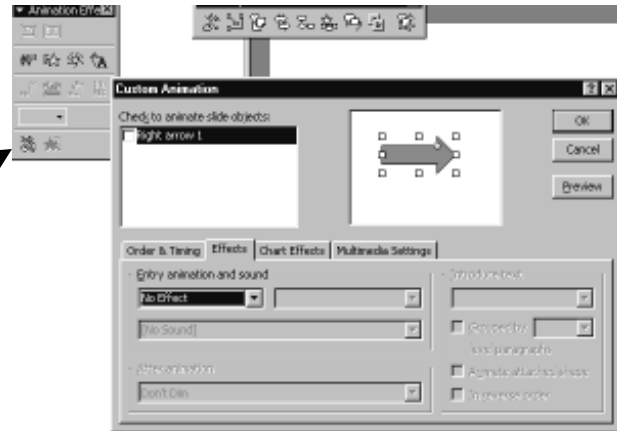 Animation Effe
Custom Animation
Check to animate slide objects:
Right arrow 1
OK
Cancel
Preview
Order & Timing
Effects
Chart Effects
Multimedia Settings
Entry animation and sound
No Effect
[No Sound]
After animation
Don't Dim
Introduce text
Grouped by
level paragraphs
Animate attached shape
In reverse order